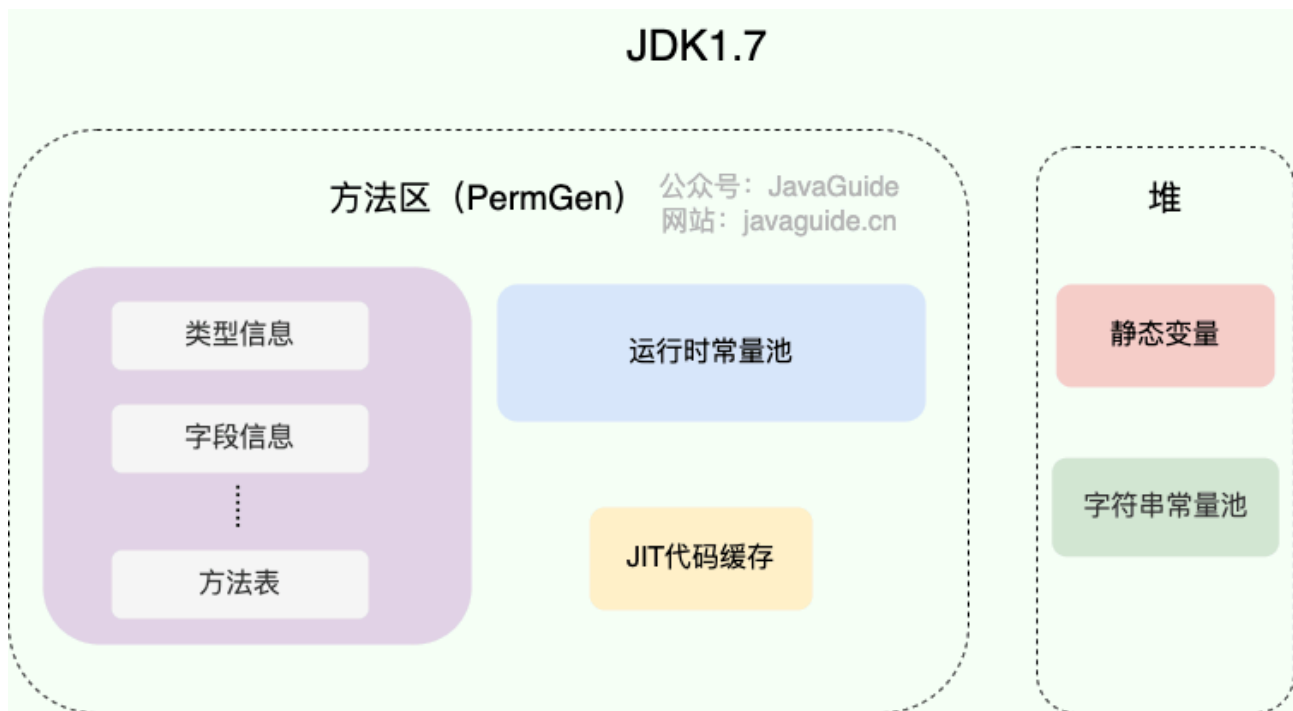 JDK1.7
方法区（PermGen）
公众号：JavaGuide
网站：javaguide.cn
堆
类型信息
字段信息
方法表
运行时常量池
JIT代码缓存
静态变量
字符串常量池